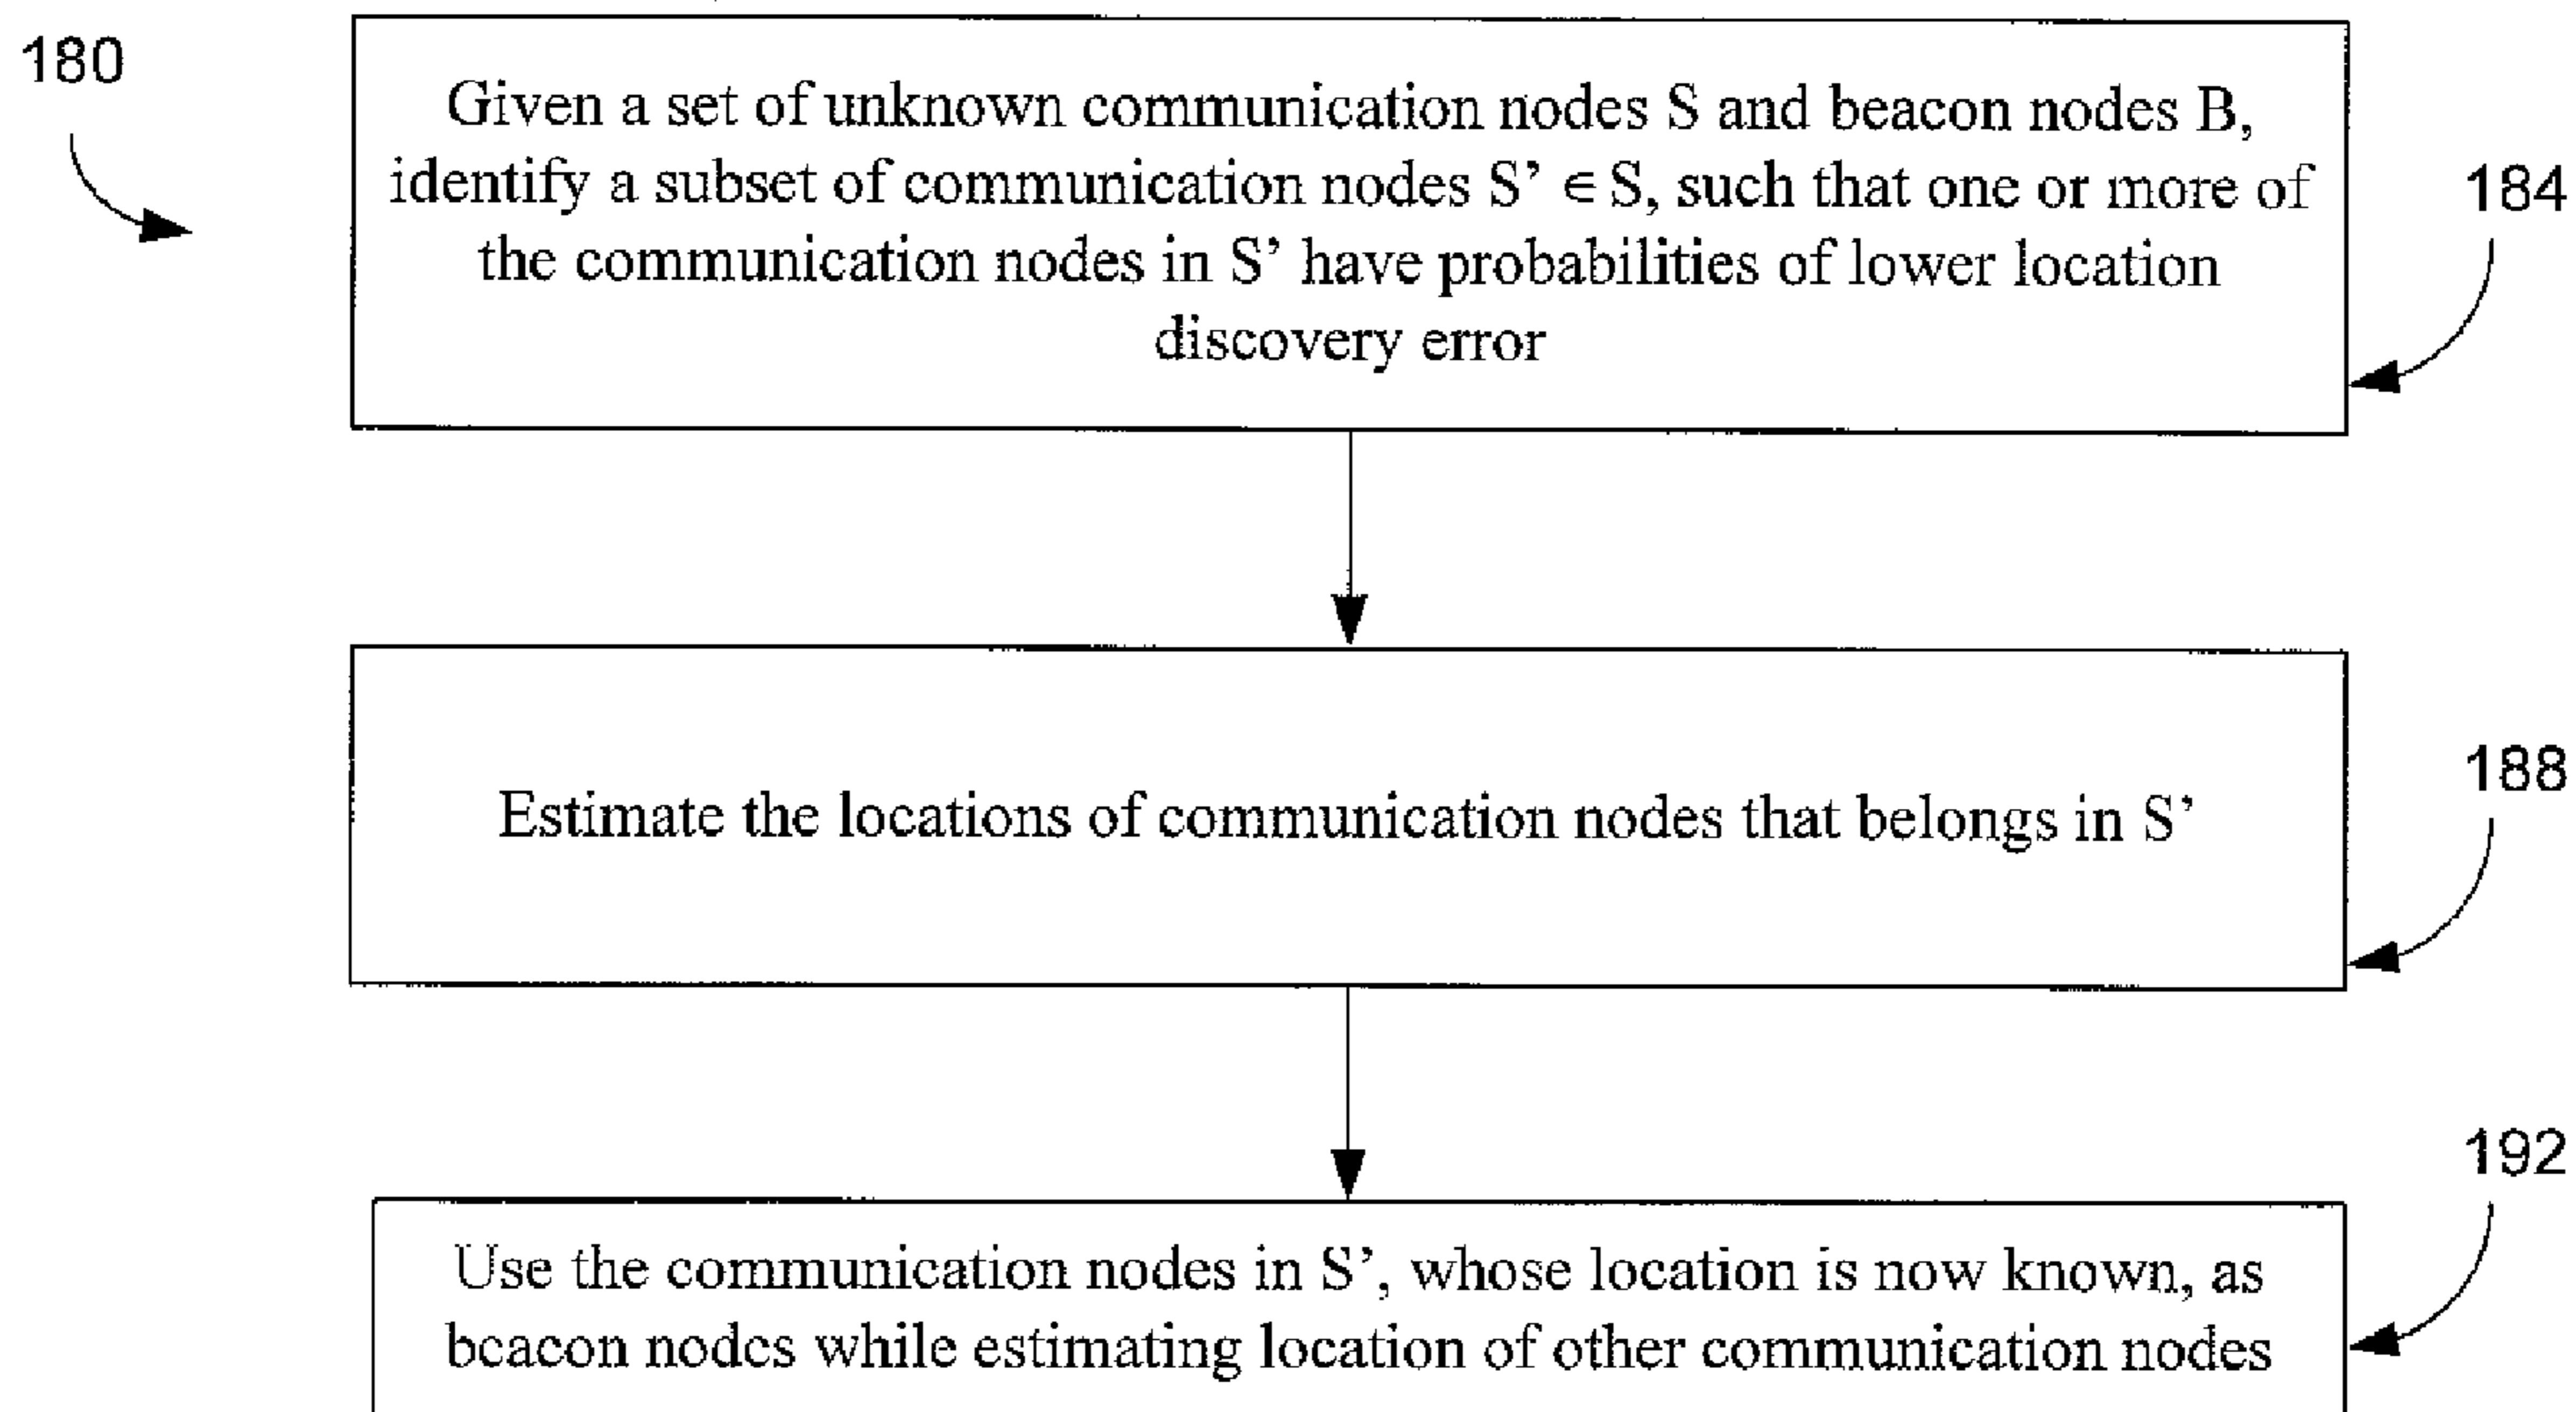 180
Given a set of unknown communication nodes S and beacon nodes B,
identify a subset of communication nodes S’ ∈ S, such that one or more of
the communication nodes in S’ have probabilities of lower location
discovery error
184
Estimate the locations of communication nodes that belongs in S’
188
Use the communication nodes in S’, whose location is now known, as
beacon nodes while estimating location of other communication nodes
192